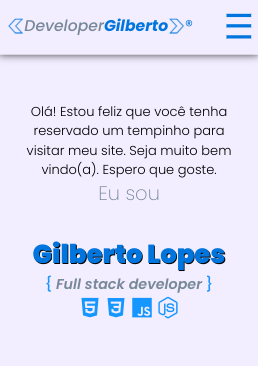 DeveloperGilberto®
Olá! Estou feliz que você tenha
reservado um tempinho para
visitar meu site. Seja muito bem
vindo(a). Espero que goste.
Eu sou
Gilberto Lopes
{ Full stack developer }
5 3 JS JS